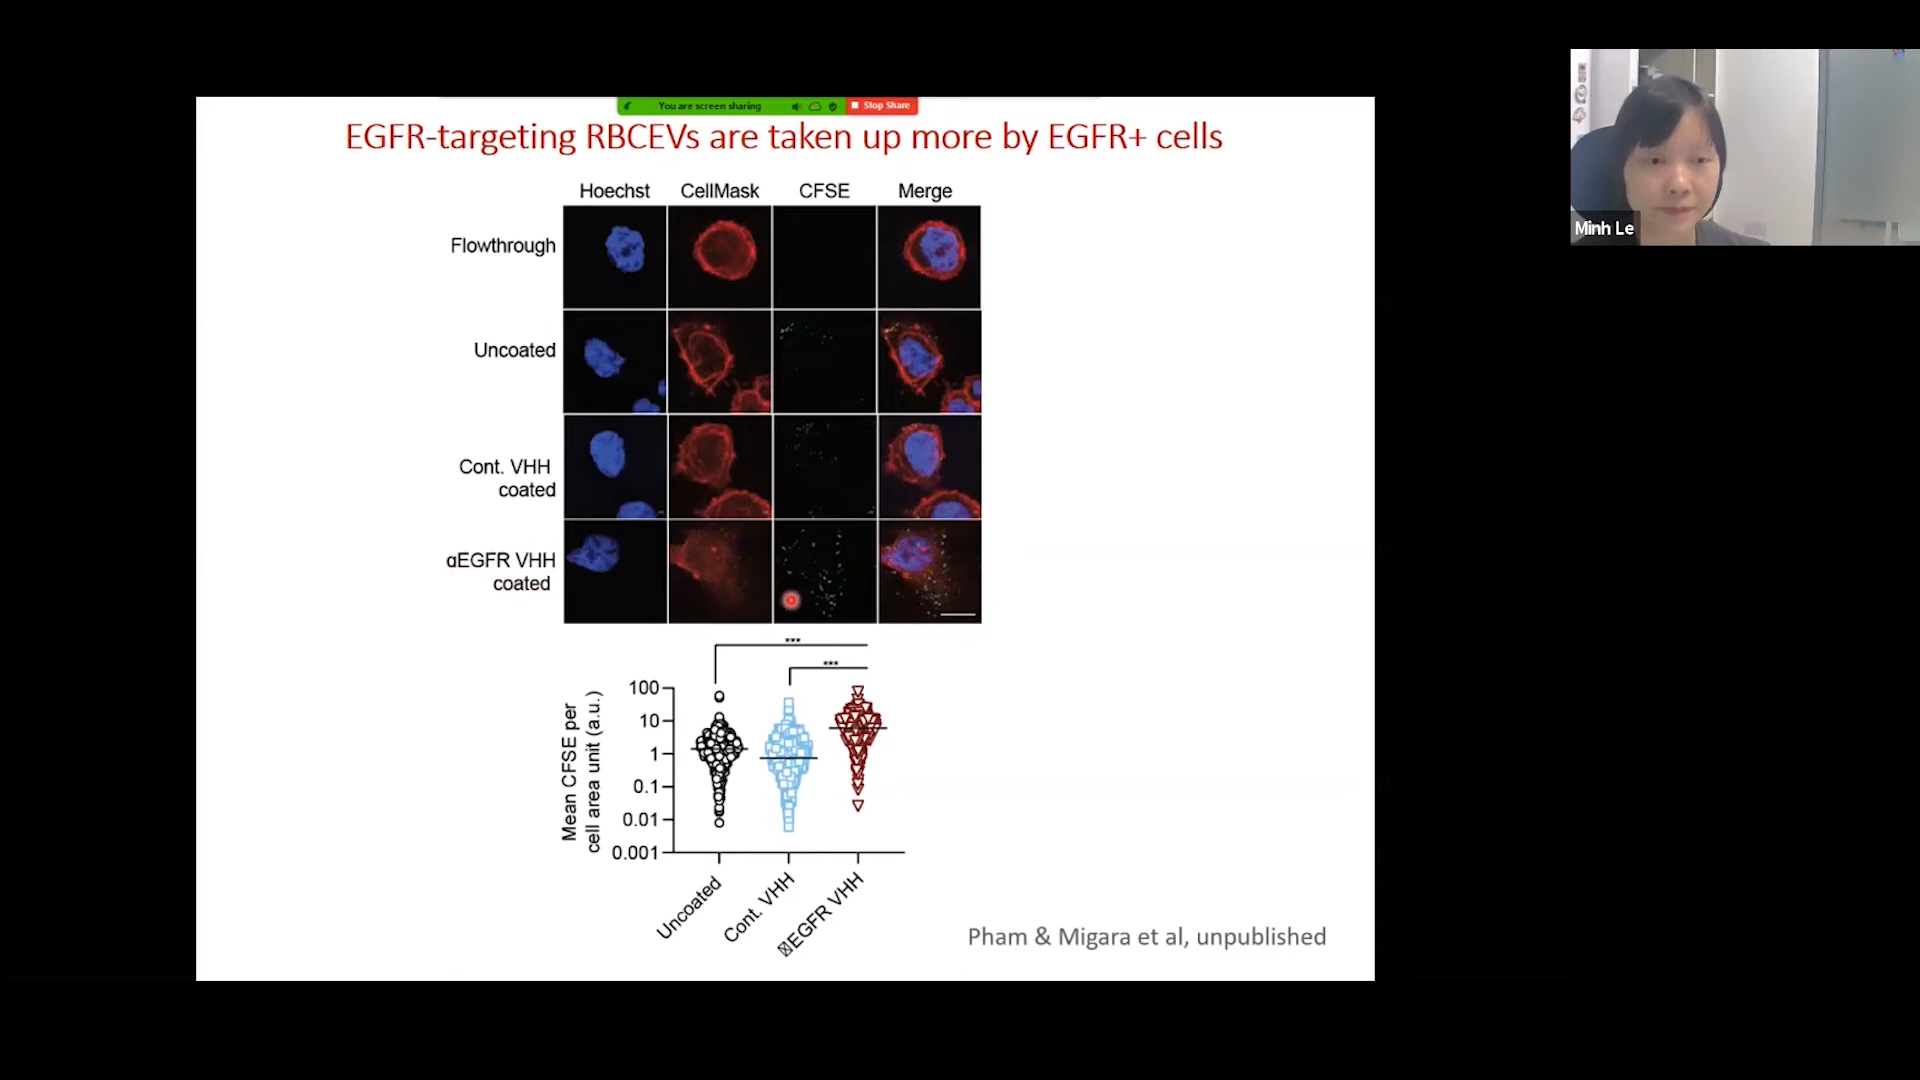 You are screen sharing
Stop Share
EGFR-targeting RBCEVs are taken up more by EGFR+ cells
Hoechst CellMask CFSE Merge
Flowthrough
Uncoated
Cont. VHH
coated
αEGFR VHH
coated
***
***
Mean CFSE per
cell area unit (a.u.)
100
10
1
0.1
0.01
0.001
Uncoated
Cont. VHH
EGFR VHH
Pham & Migara et al, unpublished
Minh Le